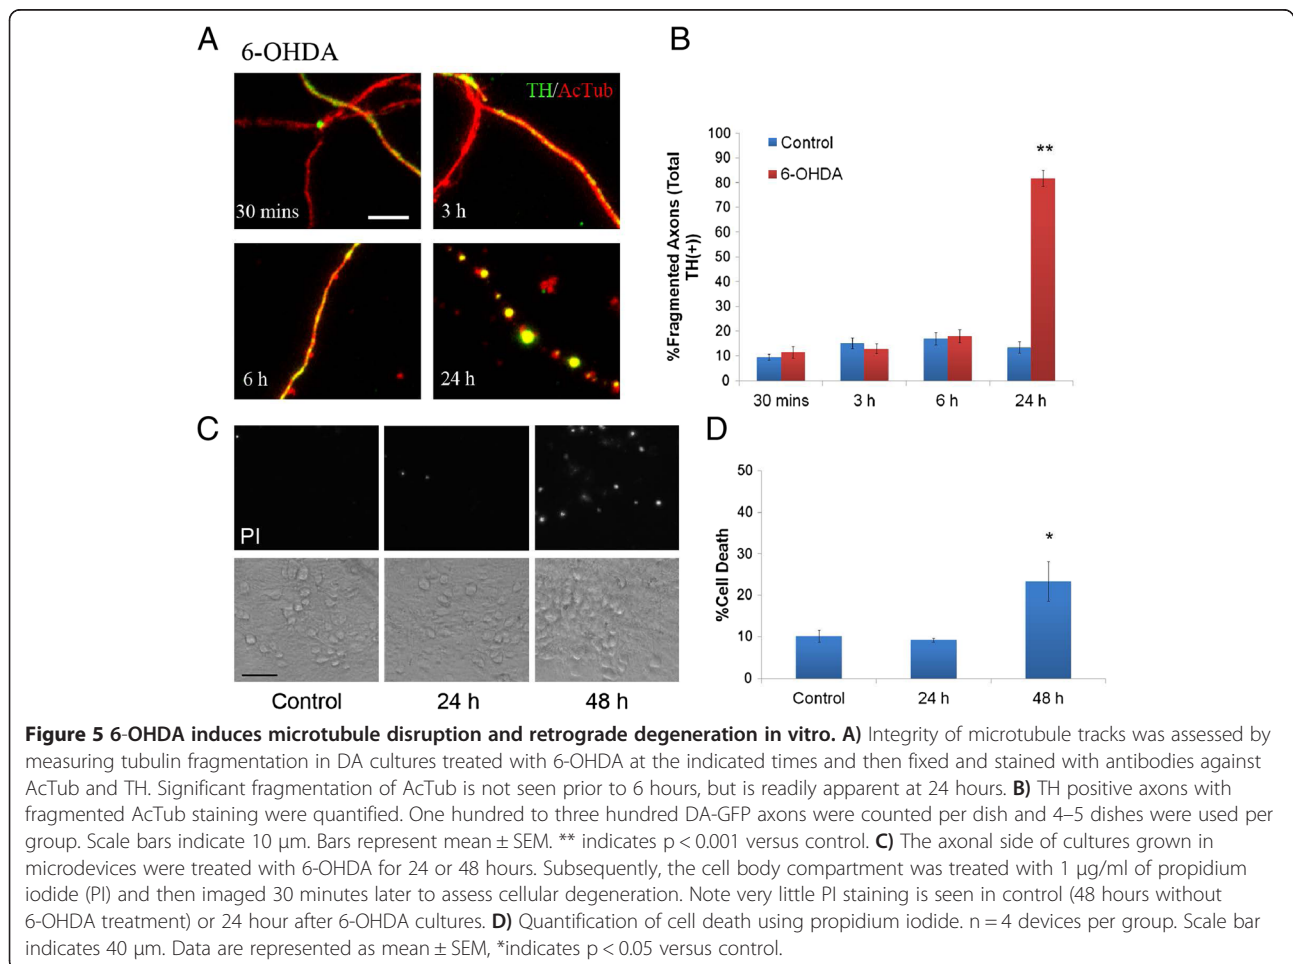 A
6-OHDA
TH/AcTub
30 mins
3 h
6 h
24 h
B
%Fragmented Axons (Total
TH(+))
100
90
80
70
60
50
40
30
20
10
0
Control
6-OHDA
**
30 mins
3 h
6 h
24 h
C
PI
Control
24 h
48 h
D
%Cell Death
50
40
30
20
10
0
*
Control
24 h
48 h
Figure 5 6-OHDA induces microtubule disruption and retrograde degeneration in vitro. A) Integrity of microtubule tracks was assessed by
measuring tubulin fragmentation in DA cultures treated with 6-OHDA at the indicated times and then fixed and stained with antibodies against
AcTub and TH. Significant fragmentation of AcTub is not seen prior to 6 hours, but is readily apparent at 24 hours. B) TH positive axons with
fragmented AcTub staining were quantified. One hundred to three hundred DA-GFP axons were counted per dish and 4–5 dishes were used per
group. Scale bars indicate 10 μm. Bars represent mean ± SEM. ** indicates p < 0.001 versus control. C) The axonal side of cultures grown in
microdevices were treated with 6-OHDA for 24 or 48 hours. Subsequently, the cell body compartment was treated with 1 μg/ml of propidium
iodide (PI) and then imaged 30 minutes later to assess cellular degeneration. Note very little PI staining is seen in control (48 hours without
6-OHDA treatment) or 24 hour after 6-OHDA cultures. D) Quantification of cell death using propidium iodide. n = 4 devices per group. Scale bar
indicates 40 μm. Data are represented as mean ± SEM, *indicates p < 0.05 versus control.